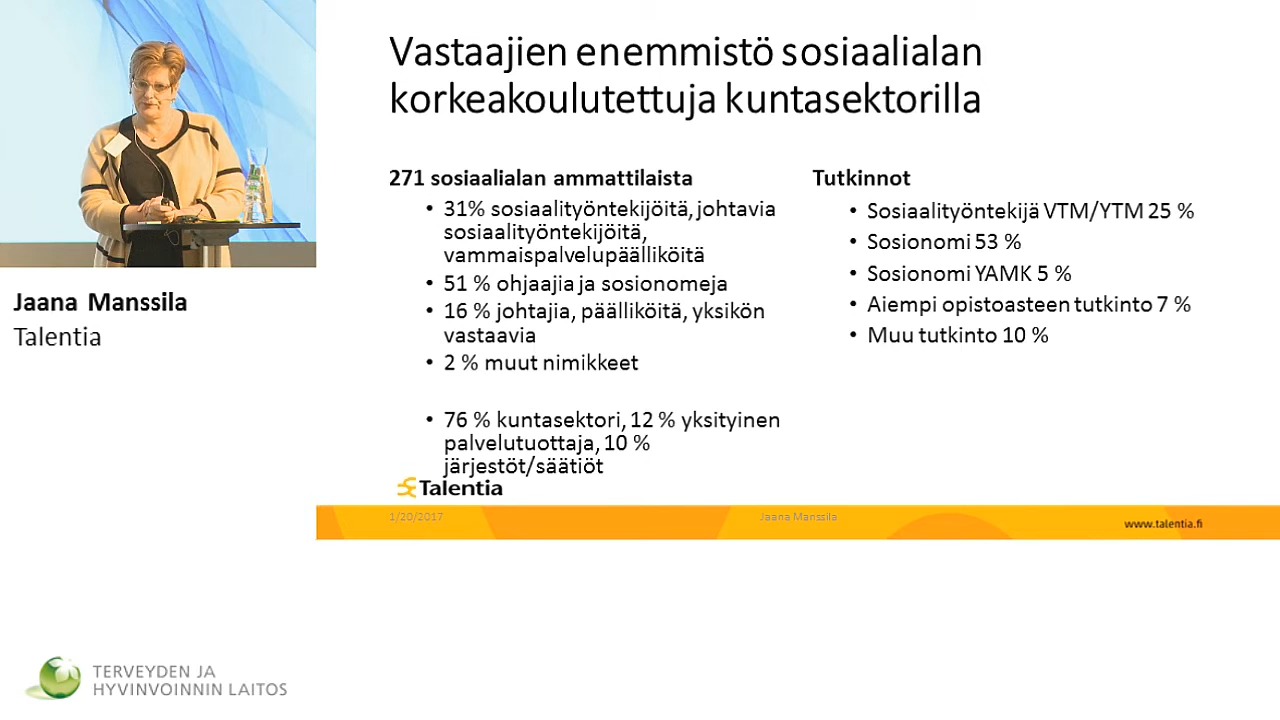 Vastaajien enemmistö sosiaalialan
korkeakoulutettuja kuntasektorilla
271 sosiaalialan ammattilaista
• 31% sosiaalityöntekijöitä, johtavia
sosiaalityöntekijöitä,
vammaispalvelupäälliköitä
• 51 % ohjaajia ja sosionomeja
• 16 % johtajia, päälliköitä, yksikön
vastaavia
• 2 % muut nimikkeet
• 76 % kuntasektori, 12 % yksityinen
palvelutuottaja, 10 %
järjestöt/säätiöt
Tutkinnot
• Sosiaalityöntekijä VTM/YTM 25 %
• Sosionomi 53 %
• Sosionomi YAMK 5 %
• Aiempi opistoasteen tutkinto 7 %
• Muu tutkinto 10 %
Talentia
1/20/2017
Jaana Manssila
www.talentia.fi
Jaana Manssila
Talentia
TERVEYDEN JA
HYVINVOINNIN LAITOS